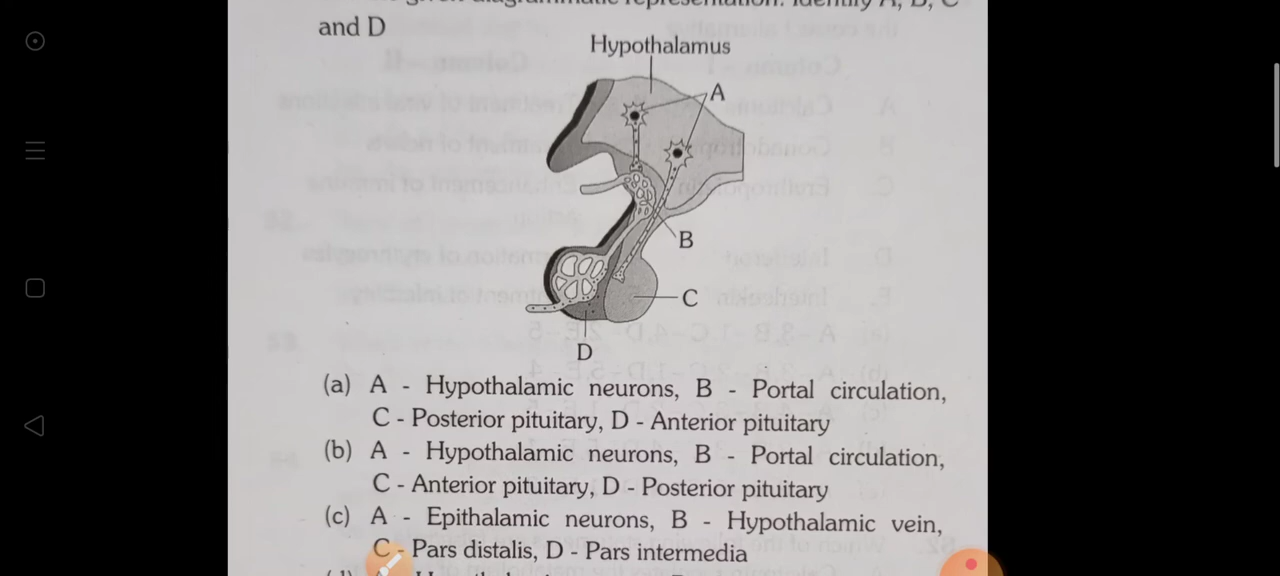 and D
Hypothalamus
A
B
C
D
(a) A - Hypothalamic neurons, B - Portal circulation,
C - Posterior pituitary, D - Anterior pituitary
(b) A - Hypothalamic neurons, B - Portal circulation,
C - Anterior pituitary, D - Posterior pituitary
(c) A - Epithalamic neurons, B - Hypothalamic vein,
C - Pars distalis, D - Pars intermedia